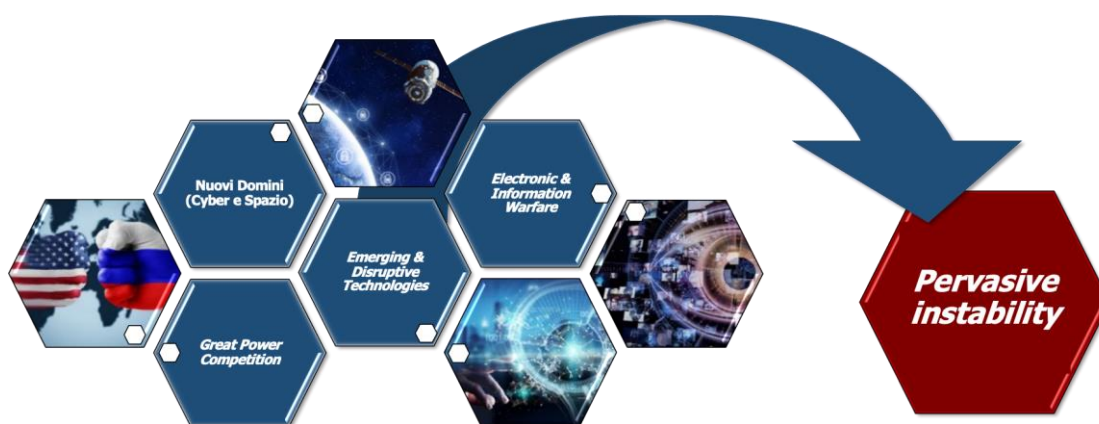 Nuovi Domini
(Cyber e Spazio)
Electronic &
Information
Warfare
Emerging &
Disruptive
Technologies
Great Power
Competition
Pervasive
instability